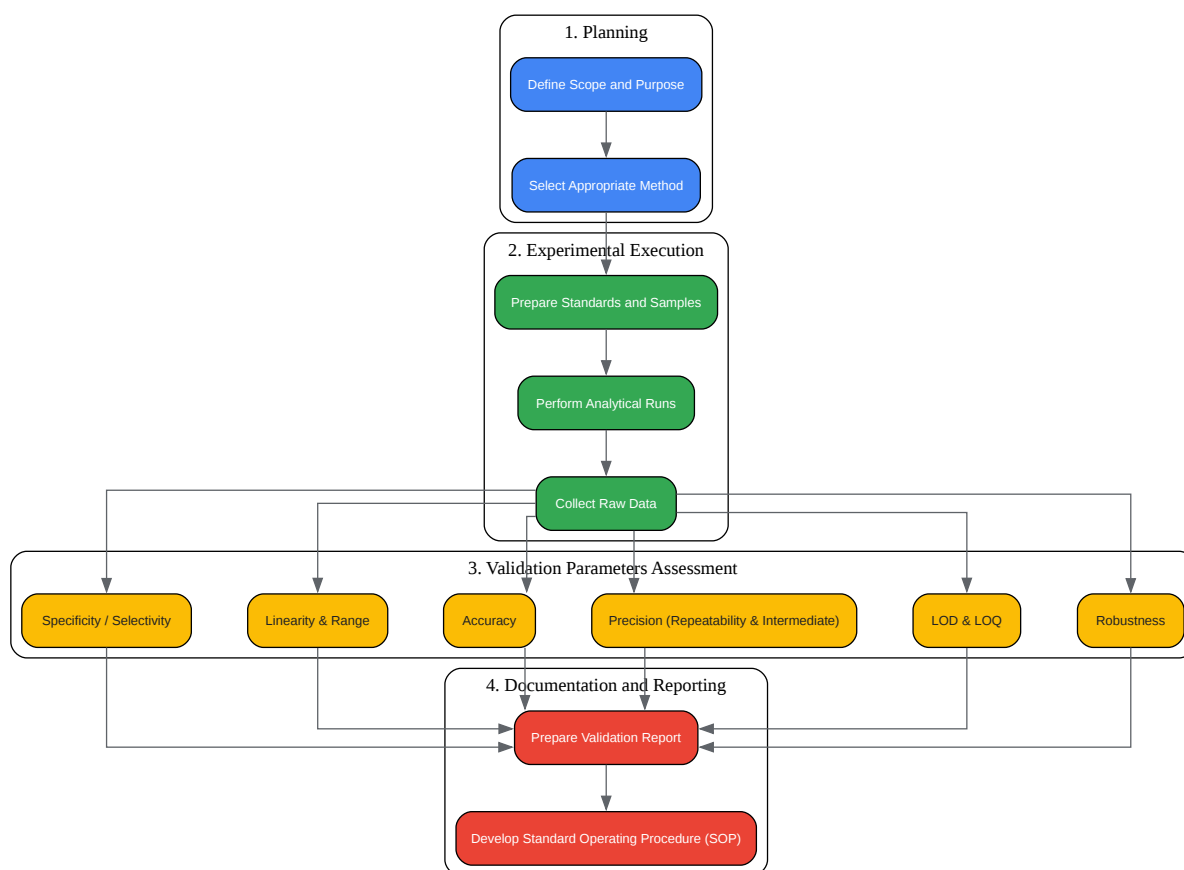 1. Planning
Define Scope and Purpose
Select Appropriate Method
2. Experimental Execution
Prepare Standards and Samples
Perform Analytical Runs
Collect Raw Data
3. Validation Parameters Assessment
Specificity / Selectivity
Linearity & Range
Accuracy
Precision (Repeatability & Intermediate)
LOD & LOQ
Robustness
4. Documentation and Reporting
Prepare Validation Report
Develop Standard Operating Procedure (SOP)